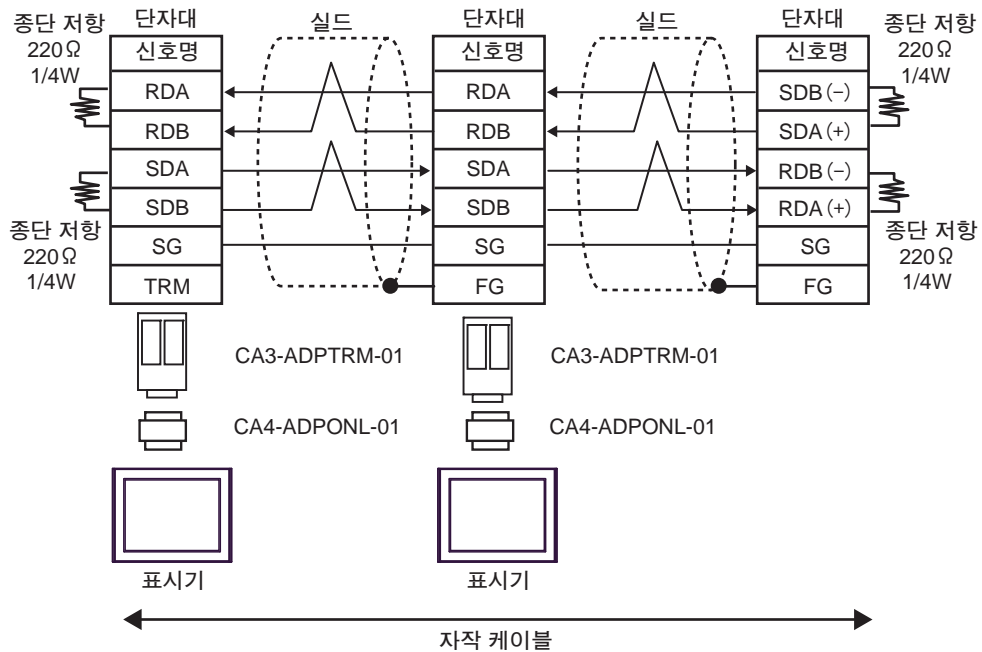 종단 저항
220Ω
1/4W
단자대
신호명
RDA
RDB
SDA
SDB
SG
TRM
종단 저항
220Ω
1/4W
실드
단자대
신호명
RDA
RDB
SDA
SDB
SG
FG
실드
단자대
신호명
SDB(−)
SDA(+)
RDB(−)
RDA(+)
SG
FG
종단 저항
220Ω
1/4W
종단 저항
220Ω
1/4W
CA3-ADPTRM-01
CA3-ADPTRM-01
CA4-ADPONL-01
CA4-ADPONL-01
표시기
표시기
자작 케이블